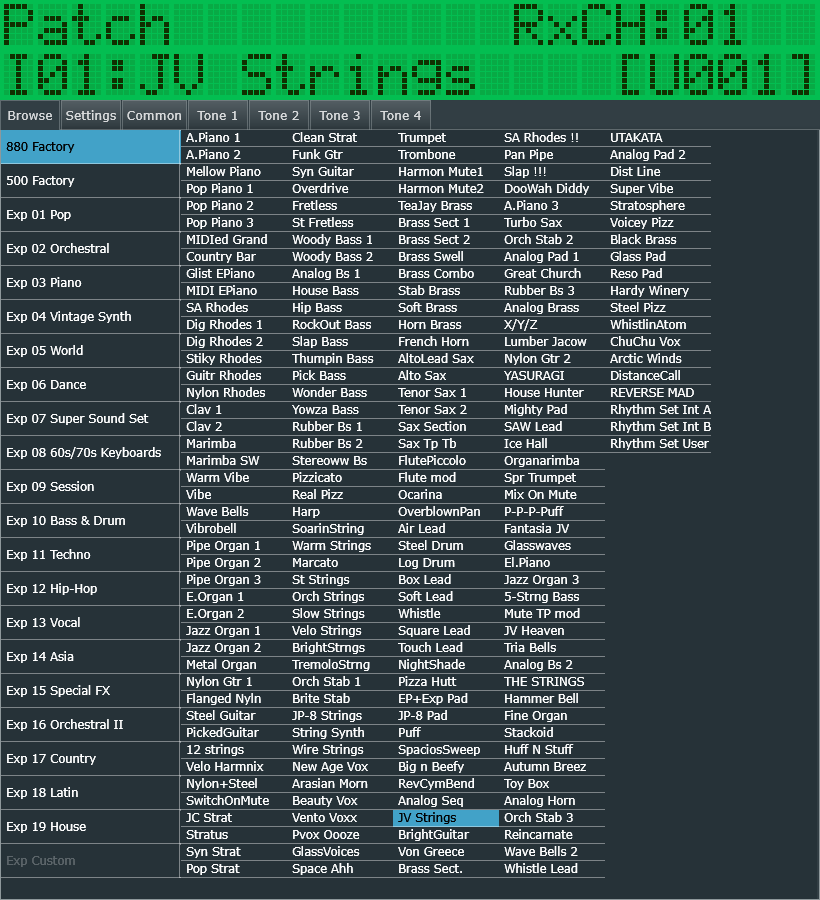 Patch RxCH:01
I01:JV Strings [U001]
Browse Settings Common Tone 1 Tone 2 Tone 3 Tone 4
880 Factory
500 Factory
Exp 01 Pop
Exp 02 Orchestral
Exp 03 Piano
Exp 04 Vintage Synth
Exp 05 World
Exp 06 Dance
Exp 07 Super Sound Set
Exp 08 60s/70s Keyboards
Exp 09 Session
Exp 10 Bass & Drum
Exp 11 Techno
Exp 12 Hip-Hop
Exp 13 Vocal
Exp 14 Asia
Exp 15 Special FX
Exp 16 Orchestral II
Exp 17 Country
Exp 18 Latin
Exp 19 House
Exp Custom
A.Piano 1
A.Piano 2
Mellow Piano
Pop Piano 1
Pop Piano 2
Pop Piano 3
MIDIed Grand
Country Bar
Glist EPiano
MIDI EPiano
SA Rhodes
Dig Rhodes 1
Dig Rhodes 2
Stiky Rhodes
Guitr Rhodes
Nylon Rhodes
Clav 1
Clav 2
Marimba
Marimba SW
Warm Vibe
Vibe
Wave Bells
Vibrobell
Pipe Organ 1
Pipe Organ 2
Pipe Organ 3
E.Organ 1
E.Organ 2
Jazz Organ 1
Jazz Organ 2
Metal Organ
Nylon Gtr 1
Flanged Nyln
Steel Guitar
PickedGuitar
12 strings
Velo Harmnix
Nylon+Steel
SwitchOnMute
JC Strat
Stratus
Syn Strat
Pop Strat
Clean Strat
Funk Gtr
Syn Guitar
Overdrive
Fretless
St Fretless
Woody Bass 1
Woody Bass 2
Analog Bs 1
House Bass
Hip Bass
RockOut Bass
Slap Bass
Thumpin Bass
Pick Bass
Wonder Bass
Yowza Bass
Rubber Bs 1
Rubber Bs 2
Stereoww Bs
Pizzicato
Real Pizz
Harp
SoarinString
Warm Strings
Marcato
St Strings
Orch Strings
Slow Strings
Velo Strings
BrightStrngs
TremoloStrng
Orch Stab 1
Brite Stab
JP-8 Strings
String Synth
Wire Strings
New Age Vox
Arasian Morn
Beauty Vox
Vento Voxx
Pvox Oooze
GlassVoices
Space Ahh
Trumpet
Trombone
Harmon Mute1
Harmon Mute2
TeaJay Brass
Brass Sect 1
Brass Sect 2
Brass Swell
Brass Combo
Stab Brass
Soft Brass
Horn Brass
French Horn
AltoLead Sax
Alto Sax
Tenor Sax 1
Tenor Sax 2
Sax Section
Sax Tp Tb
FlutePiccolo
Flute mod
Ocarina
OverblownPan
Air Lead
Steel Drum
Log Drum
Box Lead
Soft Lead
Whistle
Square Lead
Touch Lead
NightShade
Pizza Hutt
EP+Exp Pad
JP-8 Pad
Puff
SpaciosSweep
Big n Beefy
RevCymBend
Analog Seq
JV Strings
BrightGuitar
Von Greece
Brass Sect.
SA Rhodes !!
Pan Pipe
Slap !!!
DooWah Diddy
A.Piano 3
Turbo Sax
Orch Stab 2
Analog Pad 1
Great Church
Rubber Bs 3
Analog Brass
X/Y/Z
Lumber Jacow
Nylon Gtr 2
YASURAGI
House Hunter
Mighty Pad
SAW Lead
Ice Hall
Organarimba
Spr Trumpet
Mix On Mute
P-P-P-Puff
Fantasia JV
Glasswaves
El.Piano
Jazz Organ 3
5-Strng Bass
Mute TP mod
JV Heaven
Tria Bells
Analog Bs 2
THE STRINGS
Hammer Bell
Fine Organ
Stackoid
Huff N Stuff
Autumn Breez
Toy Box
Analog Horn
Orch Stab 3
Reincarnate
Wave Bells 2
Whistle Lead
UTAKATA
Analog Pad 2
Dist Line
Super Vibe
Stratosphere
Voicey Pizz
Black Brass
Glass Pad
Reso Pad
Hardy Winery
Steel Pizz
WhistlinAtom
ChuChu Vox
Arctic Winds
DistanceCall
REVERSE MAD
Rhythm Set Int A
Rhythm Set Int B
Rhythm Set User